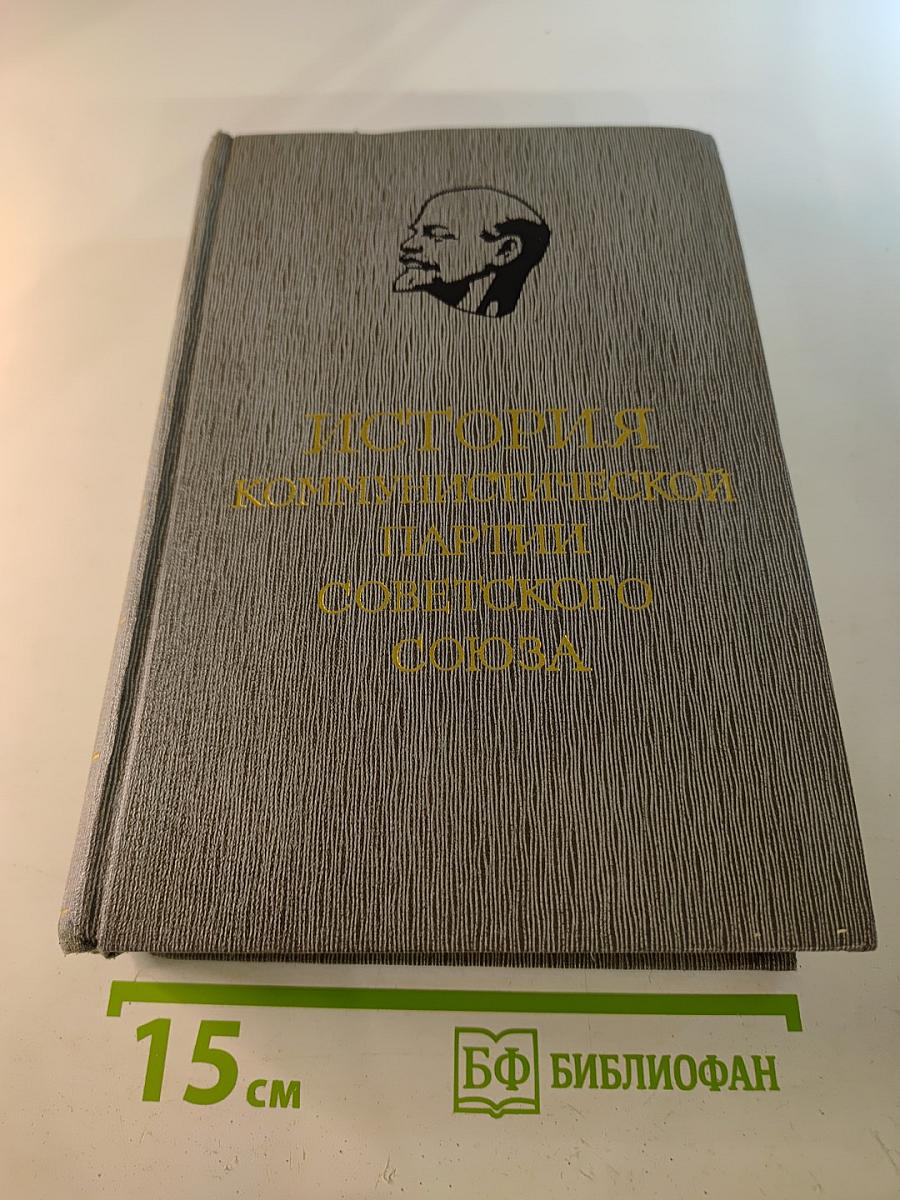 ИСТОРИЯ
КОММУНИСТИЧЕСКОЙ
ПАРТИИ
СОВЕТСКОГО
СОЮЗА
15 см
БФ БИБЛИОФАН